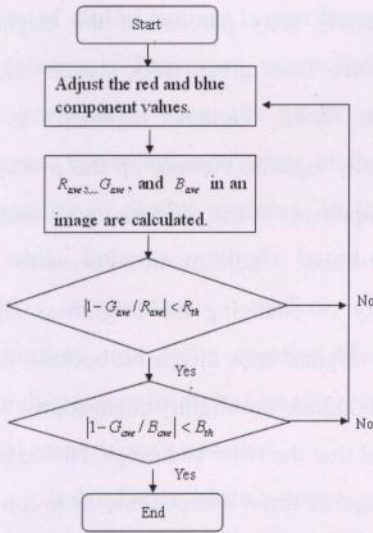 Start
Adjust the red and blue
component values.
R_ave, G_ave, and B_ave in an
image are calculated.
|1-G_ave/R_ave|<R_th
No
Yes
|1-G_ave/B_ave|<B_th
No
Yes
End